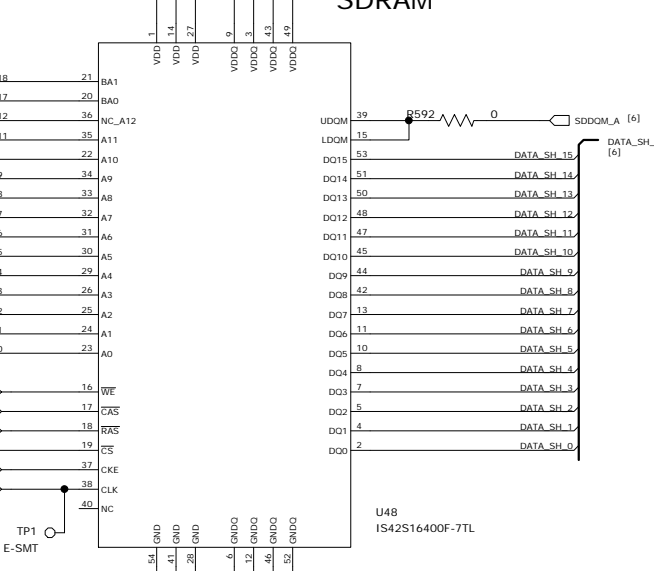 SDRAM
1 14 27 9 3 43 49
VDD VDD VDD VDDQ VDDQ VDDQ VDDQ
21 BA1
20 BA0
36 NC_A12
35 A11
22 A10
34 A9
33 A8
32 A7
31 A6
30 A5
29 A4
26 A3
25 A2
24 A1
23 A0
16 WE
17 CAS
18 RAS
19 CS
37 CKE
38 CLK
40 NC
TP1
E-SMT
UDQM 39 R592 0 SDDQM_A [6]
LDQM 15
DATA_SH_
[6]
DQ15 53 DATA_SH_15
DQ14 51 DATA_SH_14
DQ13 50 DATA_SH_13
DQ12 48 DATA_SH_12
DQ11 47 DATA_SH_11
DQ10 45 DATA_SH_10
DQ9 44 DATA_SH_9
DQ8 42 DATA_SH_8
DQ7 13 DATA_SH_7
DQ6 11 DATA_SH_6
DQ5 10 DATA_SH_5
DQ4 8 DATA_SH_4
DQ3 7 DATA_SH_3
DQ2 5 DATA_SH_2
DQ1 4 DATA_SH_1
DQ0 2 DATA_SH_0
U48
IS42S16400F-7TL
GND GND GND GNDQ GNDQ GNDQ GNDQ
54 41 28 6 12 46 52